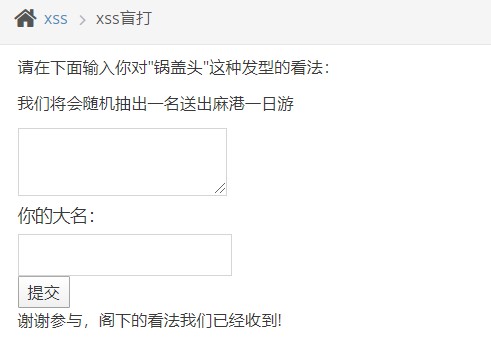 xss > xss盲打
请在下面输入你对"锅盖头"这种发型的看法：
我们将会随机抽出一名送出麻港一日游
你的大名：
提交
谢谢参与，阁下的看法我们已经收到!